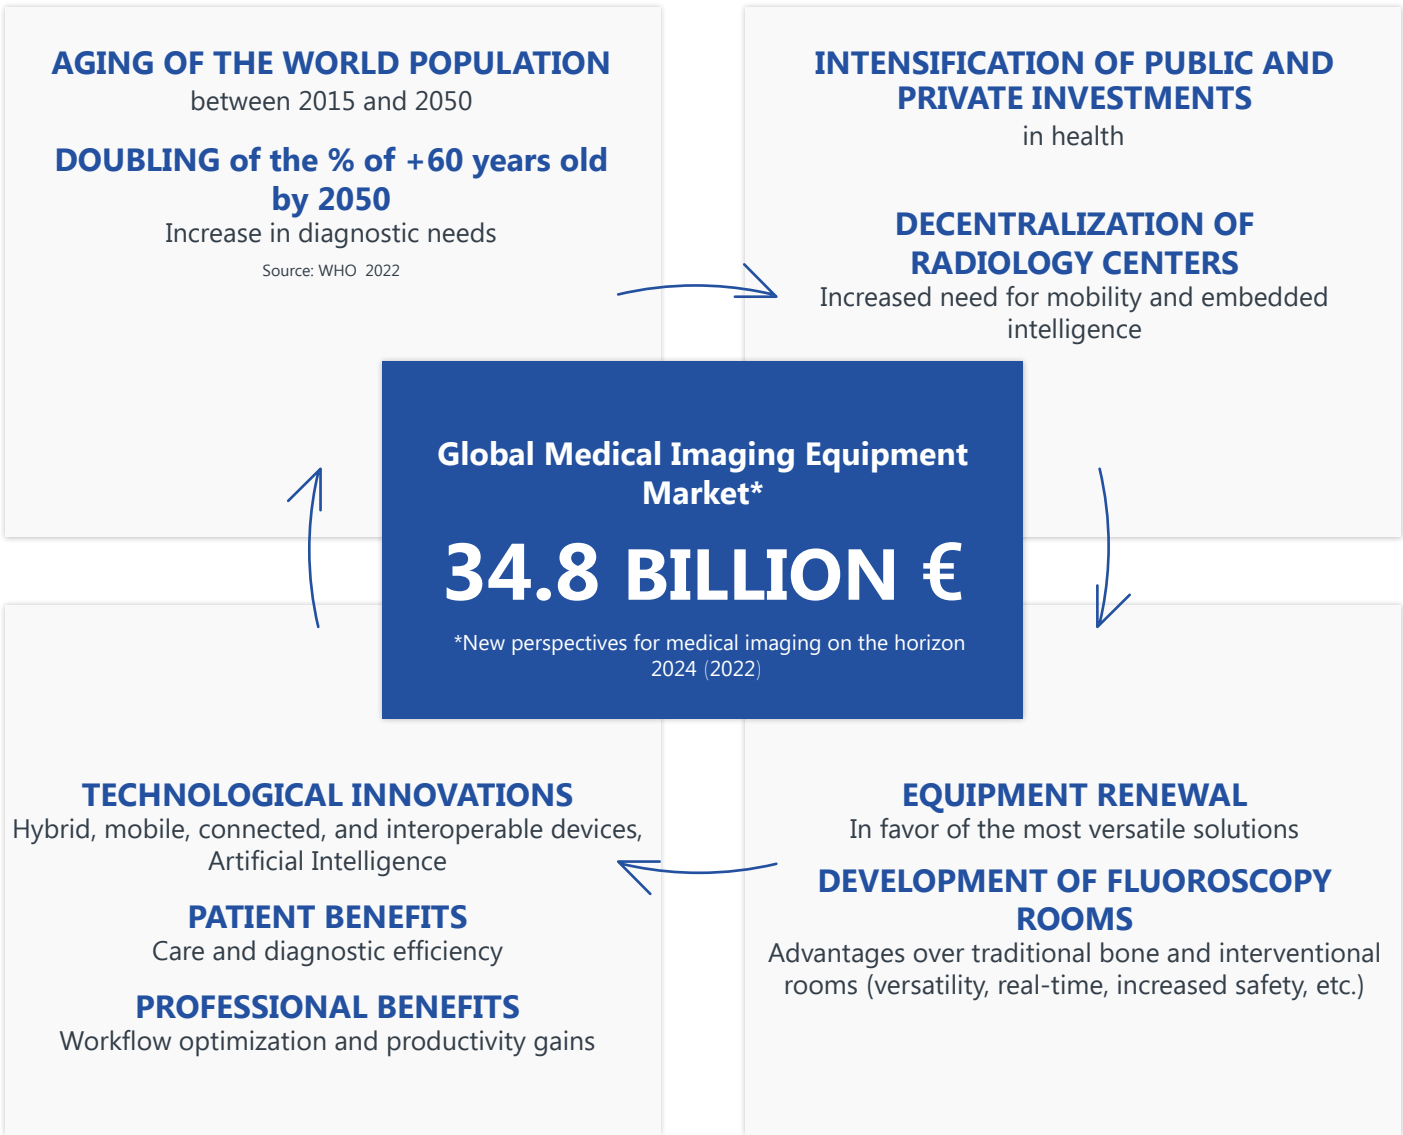 AGING OF THE WORLD POPULATION
between 2015 and 2050
DOUBLING of the % of +60 years old
by 2050
Increase in diagnostic needs
Source: WHO 2022
INTENSIFICATION OF PUBLIC AND
PRIVATE INVESTMENTS
in health
DECENTRALIZATION OF
RADIOLOGY CENTERS
Increased need for mobility and embedded
intelligence
Global Medical Imaging Equipment
Market*
34.8 BILLION €
*New perspectives for medical imaging on the horizon
2024 (2022)
TECHNOLOGICAL INNOVATIONS
Hybrid, mobile, connected, and interoperable devices,
Artificial Intelligence
PATIENT BENEFITS
Care and diagnostic efficiency
PROFESSIONAL BENEFITS
Workflow optimization and productivity gains
EQUIPMENT RENEWAL
In favor of the most versatile solutions
DEVELOPMENT OF FLUOROSCOPY
ROOMS
Advantages over traditional bone and interventional
rooms (versatility, real-time, increased safety, etc.)